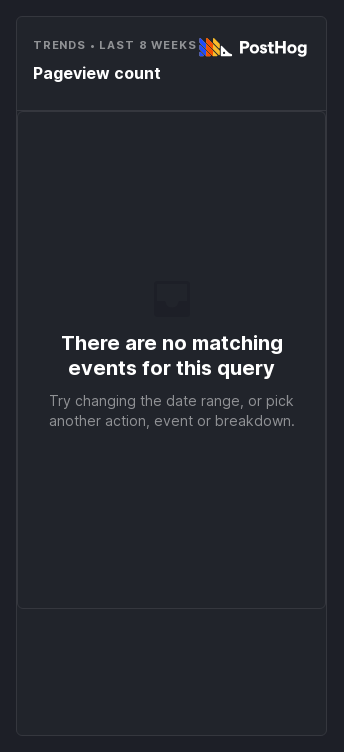 TRENDS • LAST 8 WEEKS
PostHog
Pageview count
There are no matching
events for this query
Try changing the date range, or pick
another action, event or breakdown.